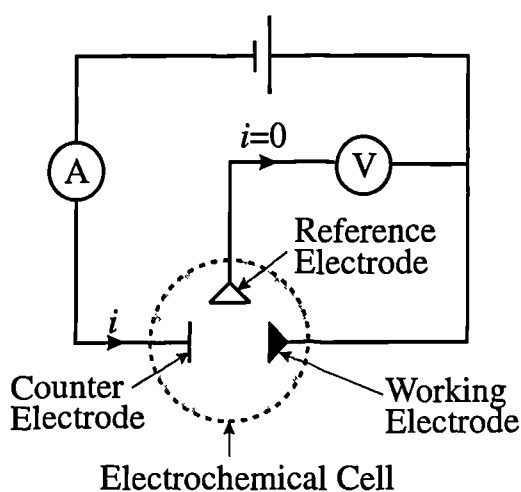 i=0
A
V
Reference
Electrode
i
Counter
Electrode
Working
Electrode
Electrochemical Cell